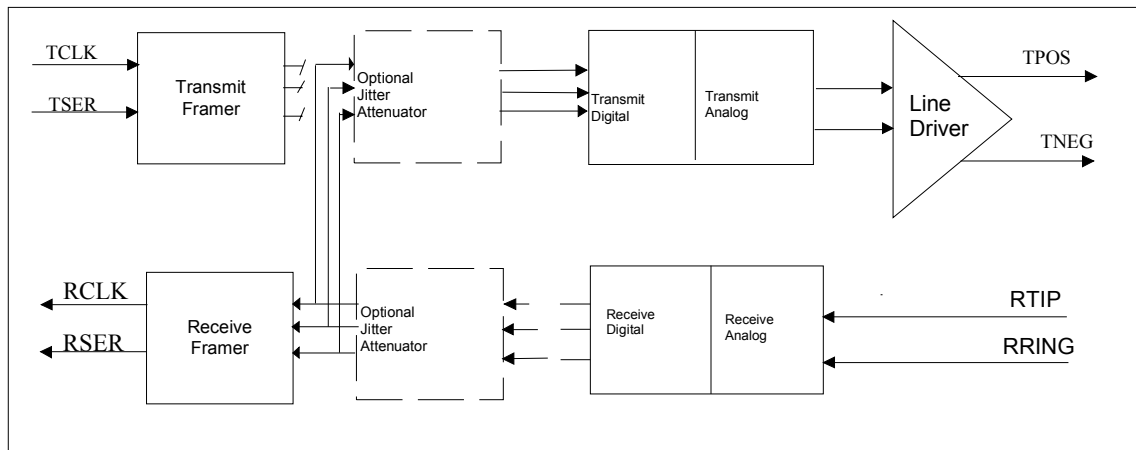 TCLK
TSER
Transmit
Framer
Optional
Jitter
Attenuator
Transmit
Digital
Transmit
Analog
Line
Driver
TPOS
TNEG
RCLK
RSER
Receive
Framer
Optional
Jitter
Attenuator
Receive
Digital
Receive
Analog
RTIP
RRING